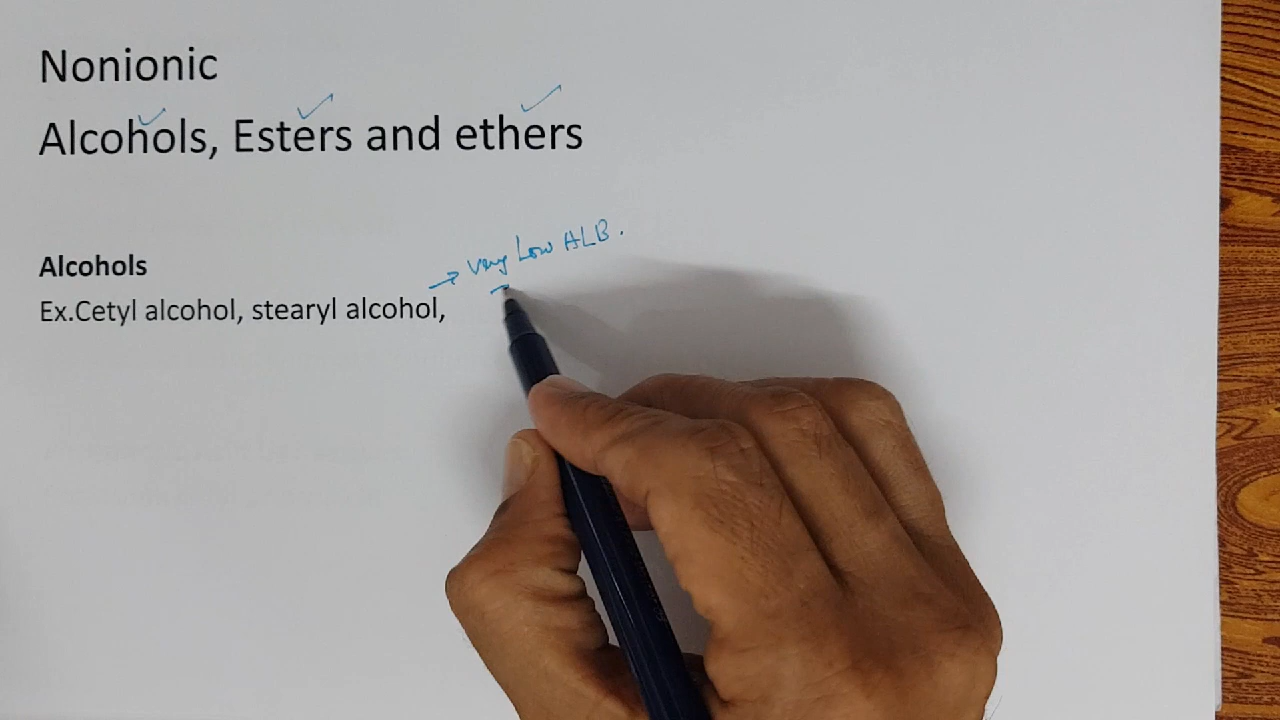 Nonionic
Alcohols, Esters and ethers
very Low HLB.
Alcohols
Ex.Cetyl alcohol, stearyl alcohol,